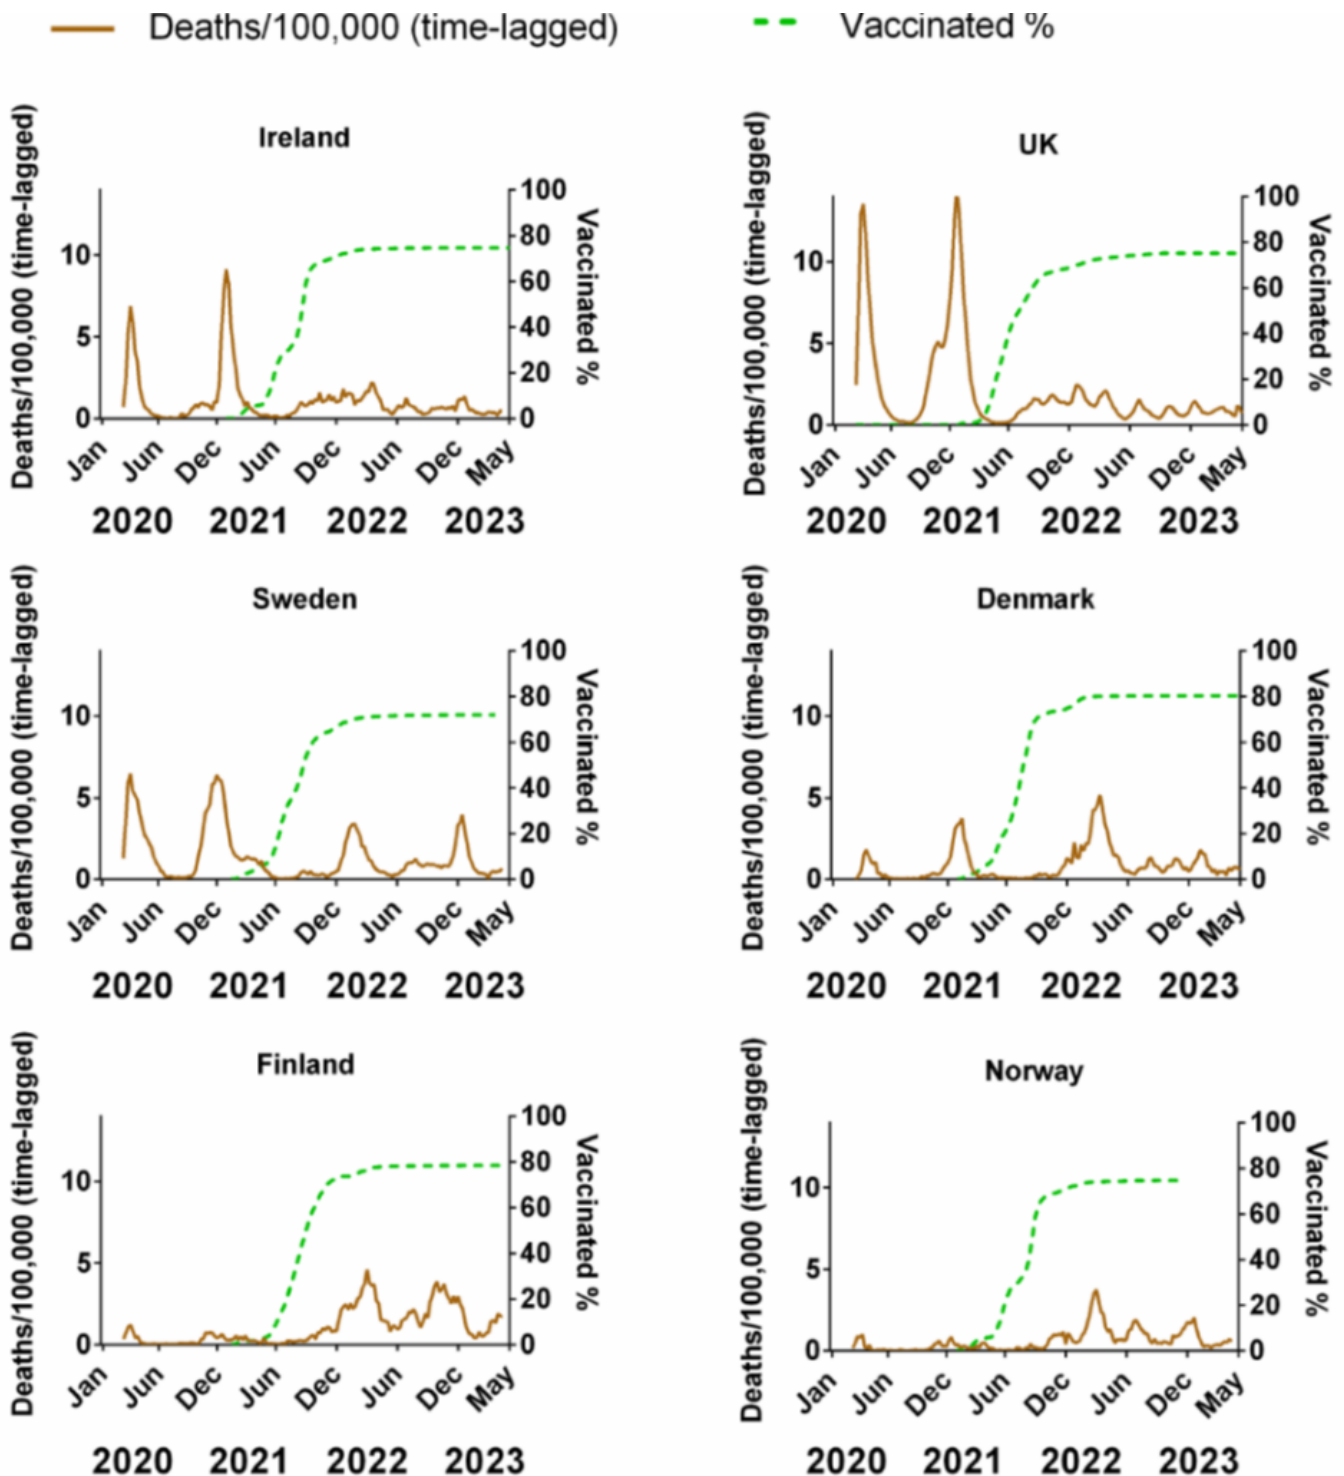 Deaths/100,000 (time-lagged)
Vaccinated %
Ireland
Deaths/100,000 (time-lagged)
10
5
0
100
80
60
40
20
0
Vaccinated %
Jan Jun Dec Jun Dec Jun Dec May
2020 2021 2022 2023
UK
Deaths/100,000 (time-lagged)
10
5
0
100
80
60
40
20
0
Vaccinated %
Jan Jun Dec Jun Dec Jun Dec May
2020 2021 2022 2023
Sweden
Deaths/100,000 (time-lagged)
10
5
0
100
80
60
40
20
0
Vaccinated %
Jan Jun Dec Jun Dec Jun Dec May
2020 2021 2022 2023
Denmark
Deaths/100,000 (time-lagged)
10
5
0
100
80
60
40
20
0
Vaccinated %
Jan Jun Dec Jun Dec Jun Dec May
2020 2021 2022 2023
Finland
Deaths/100,000 (time-lagged)
10
5
0
100
80
60
40
20
0
Vaccinated %
Jan Jun Dec Jun Dec Jun Dec May
2020 2021 2022 2023
Norway
Deaths/100,000 (time-lagged)
10
5
0
100
80
60
40
20
0
Vaccinated %
Jan Jun Dec Jun Dec Jun Dec May
2020 2021 2022 2023